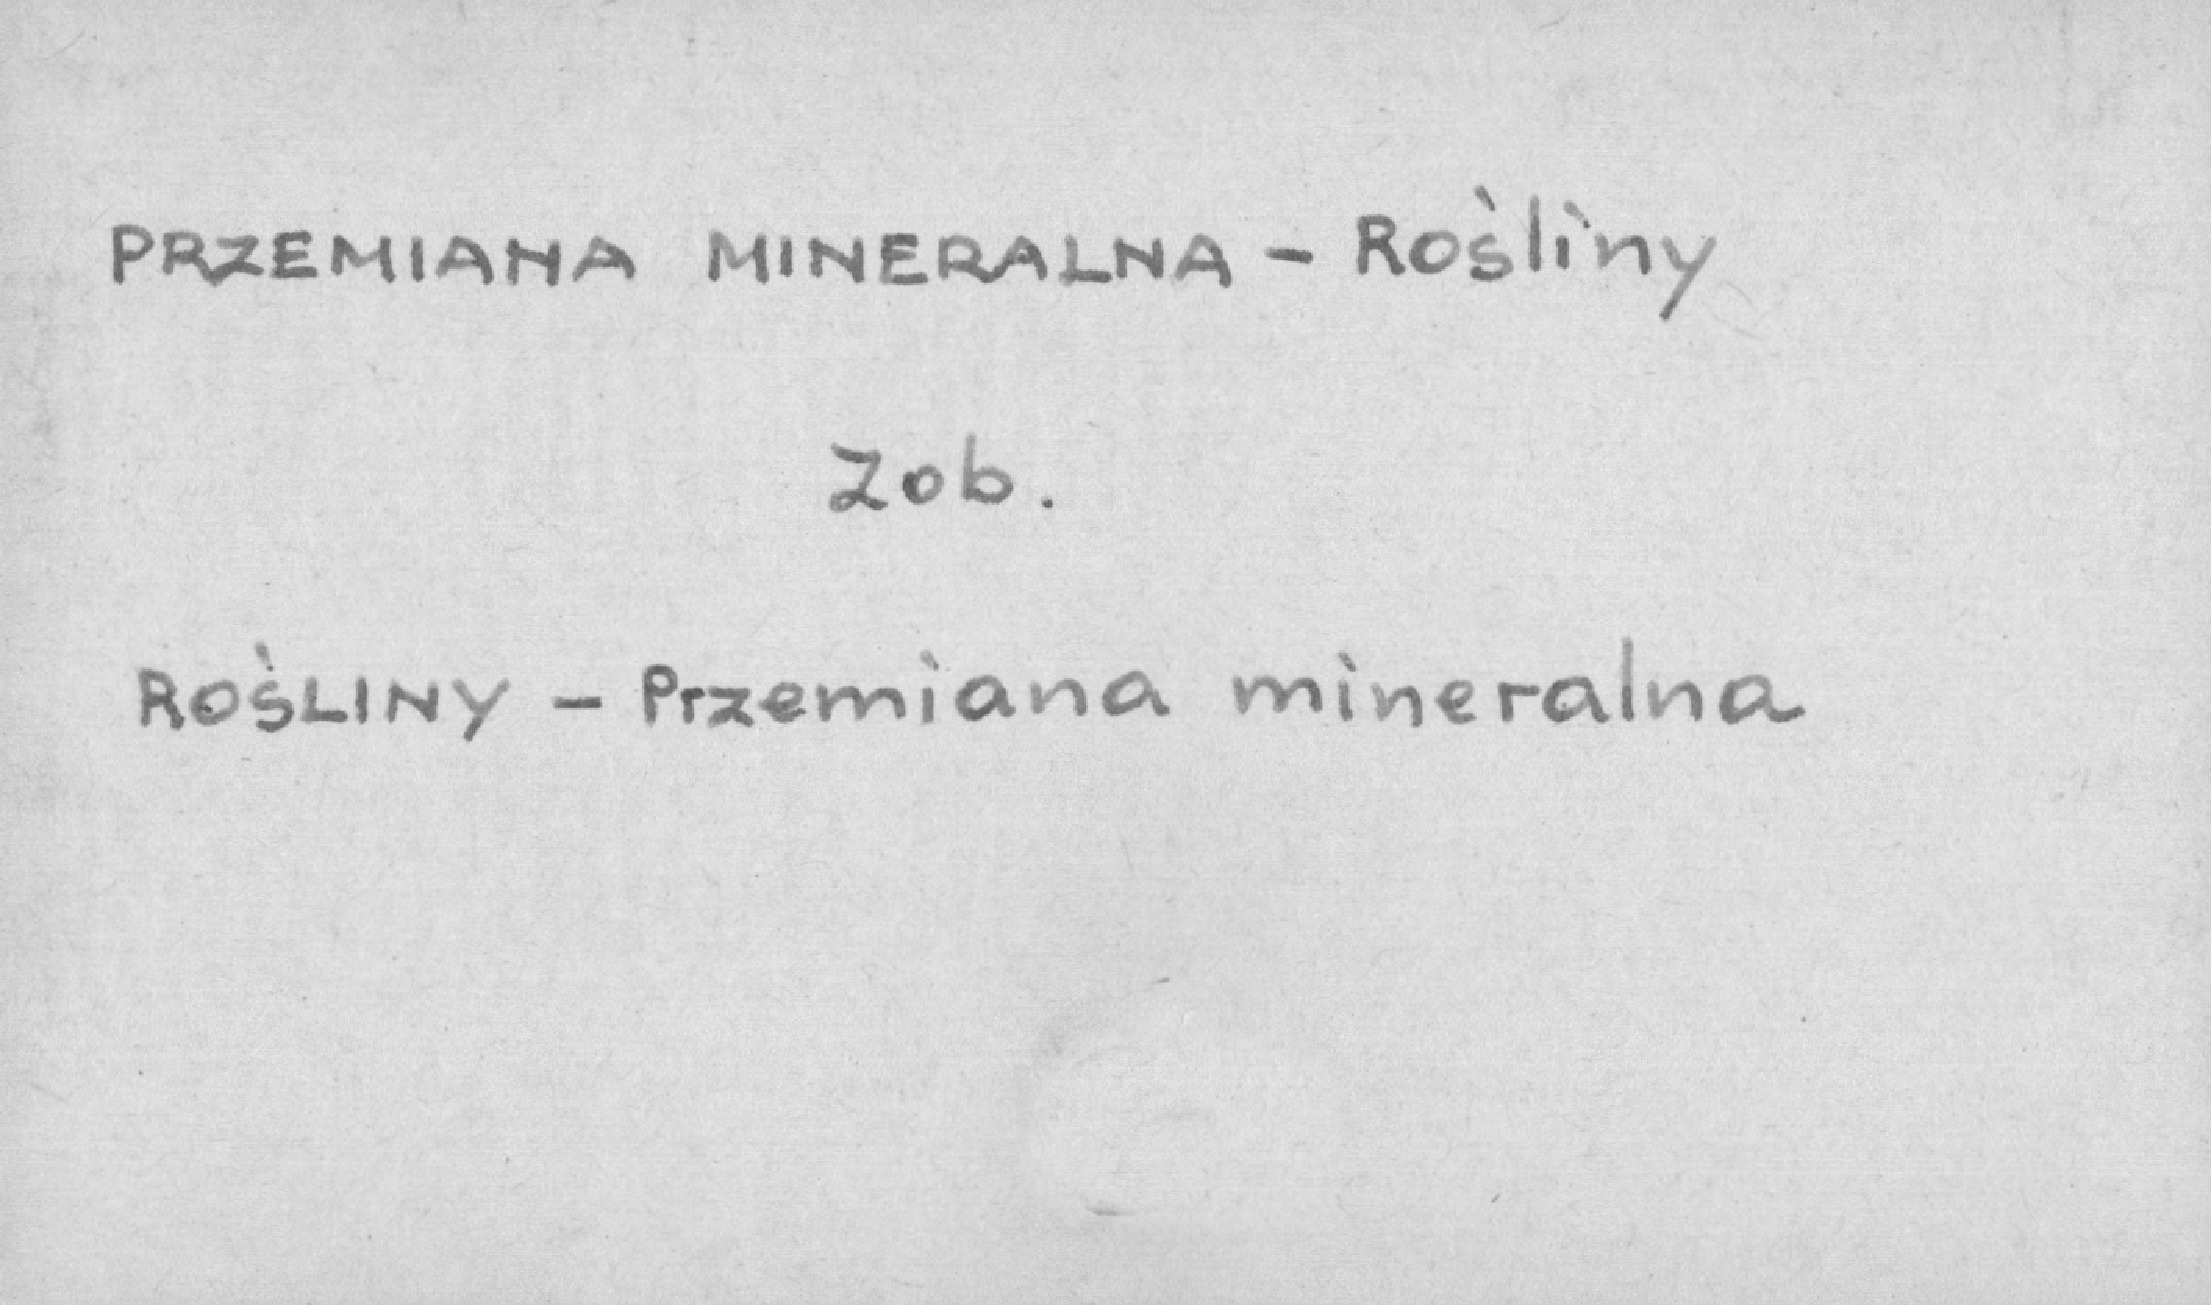 PRZEMIANA MINERALNA - Rośliny
Zob.
ROŚLINY - Przemiana mineralna